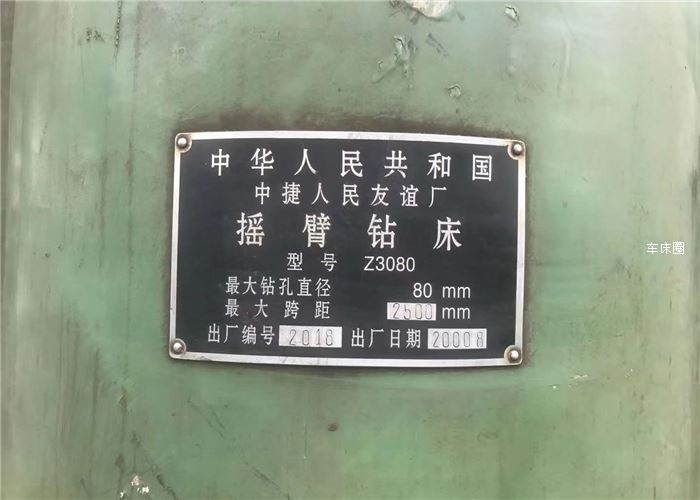 中华人民共和国
中捷人民友谊厂
摇臂钻床
型号 Z3080
最大钻孔直径 80 mm
最大跨距 2500 mm
出厂编号 2018 出厂日期 20008
车床圈